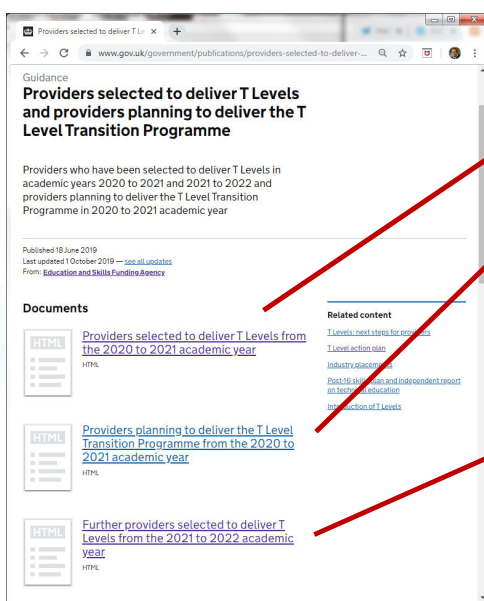 Providers selected to deliver T Le
www.gov.uk/government/publications/providers-selected-to-deliver-...
Guidance
Providers selected to deliver T Levels
and providers planning to deliver the T
Level Transition Programme
Providers who have been selected to deliver T Levels in
academic years 2020 to 2021 and 2021 to 2022 and
providers planning to deliver the T Level Transition
Programme in 2020 to 2021 academic year
Published 18 June 2019
Last updated 1 October 2019 — see all updates
From: Education and Skills Funding Agency
Documents
HTML
Providers selected to deliver T Levels from
the 2020 to 2021 academic year
HTML
HTML
Providers planning to deliver the T Level
Transition Programme from the 2020 to
2021 academic year
HTML
HTML
Further providers selected to deliver T
Levels from the 2021 to 2022 academic
year
HTML
Related content
T Levels: next steps for providers
T Level action plan
Industry placements
Post-16 skills plan and independent report
on technical education
Introduction of T Levels